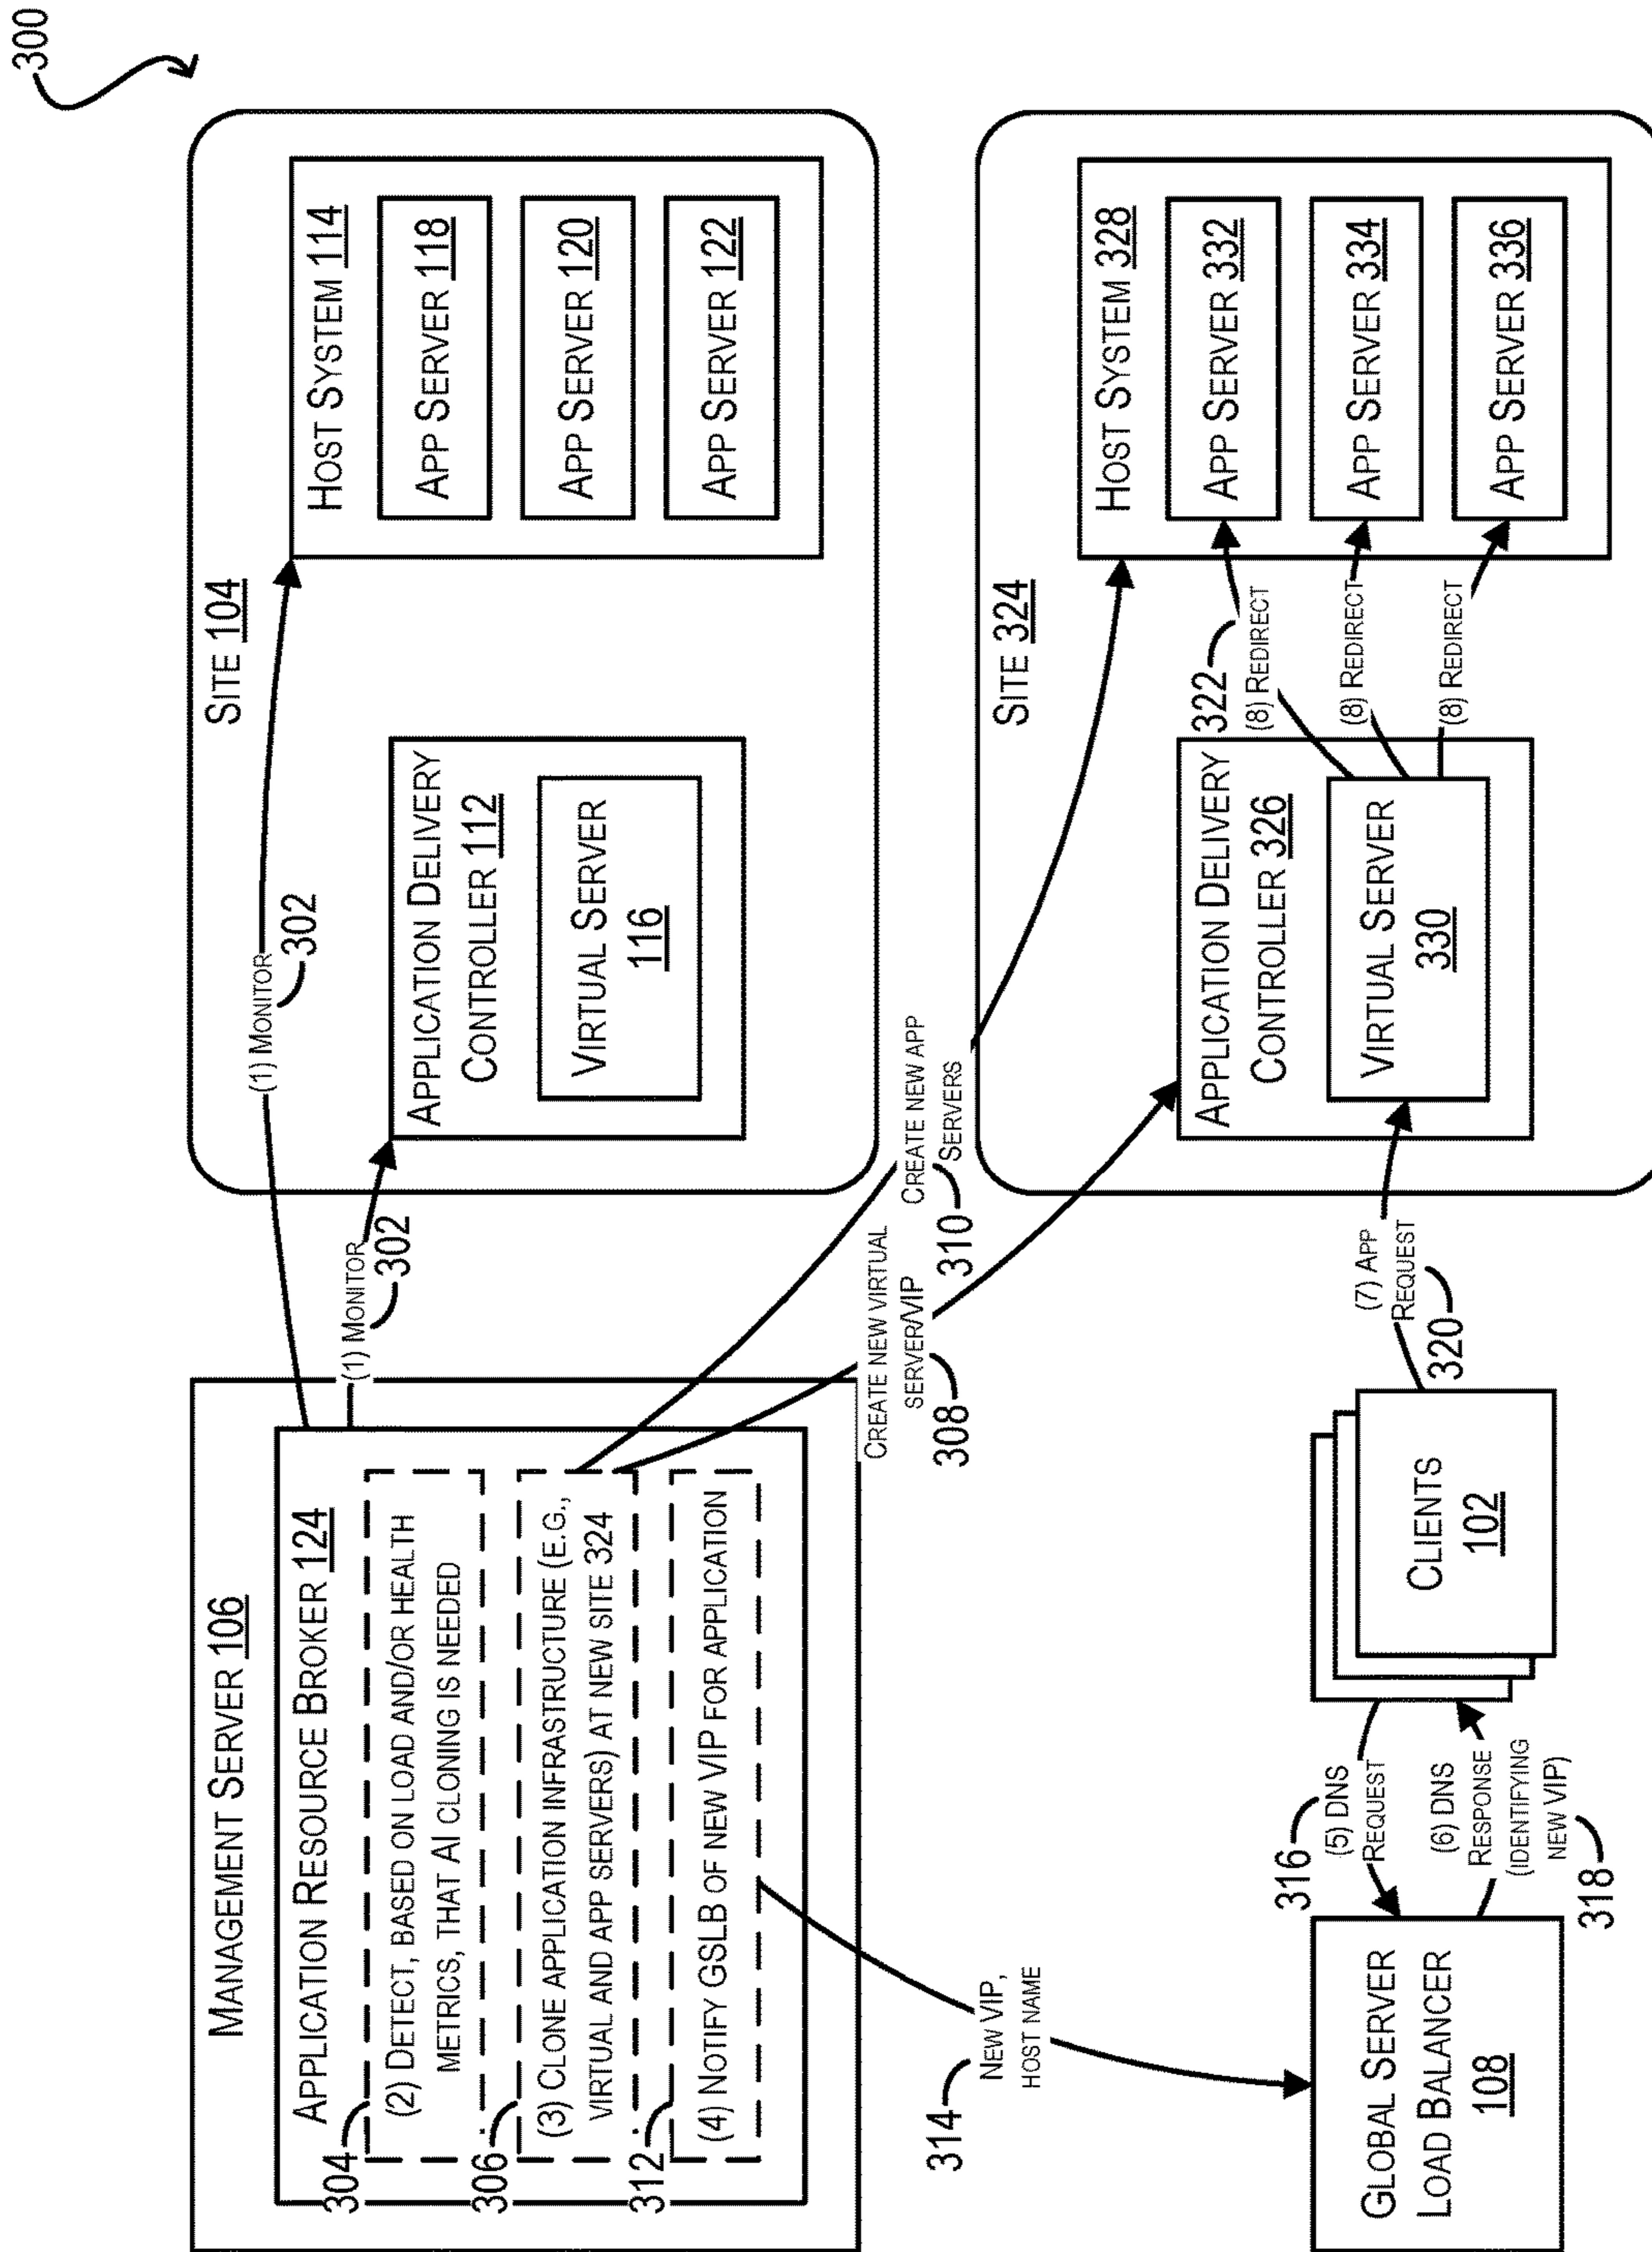 300
MANAGEMENT SERVER 106
APPLICATION RESOURCE BROKER 124
304
(2) DETECT, BASED ON LOAD AND/OR HEALTH
METRICS, THAT AI CLONING IS NEEDED
306
(3) CLONE APPLICATION INFRASTRUCTURE (E.G.,
VIRTUAL AND APP SERVERS) AT NEW SITE 324
312
(4) NOTIFY GSLB OF NEW VIP FOR APPLICATION
(1) MONITOR
302
(1) MONITOR
302
SITE 104
APPLICATION DELIVERY
CONTROLLER 112
VIRTUAL SERVER
116
HOST SYSTEM 114
APP SERVER 118
APP SERVER 120
APP SERVER 122
CREATE NEW VIRTUAL
SERVER/VIP
308
CREATE NEW APP
SERVERS
310
314
NEW VIP,
HOST NAME
GLOBAL SERVER
LOAD BALANCER
108
316
(5) DNS
REQUEST
(6) DNS
RESPONSE
(IDENTIFYING
NEW VIP)
318
CLIENTS
102
(7) APP
REQUEST
320
SITE 324
APPLICATION DELIVERY
CONTROLLER 326
VIRTUAL SERVER
330
322
(8) REDIRECT
(8) REDIRECT
(8) REDIRECT
HOST SYSTEM 328
APP SERVER 332
APP SERVER 334
APP SERVER 336